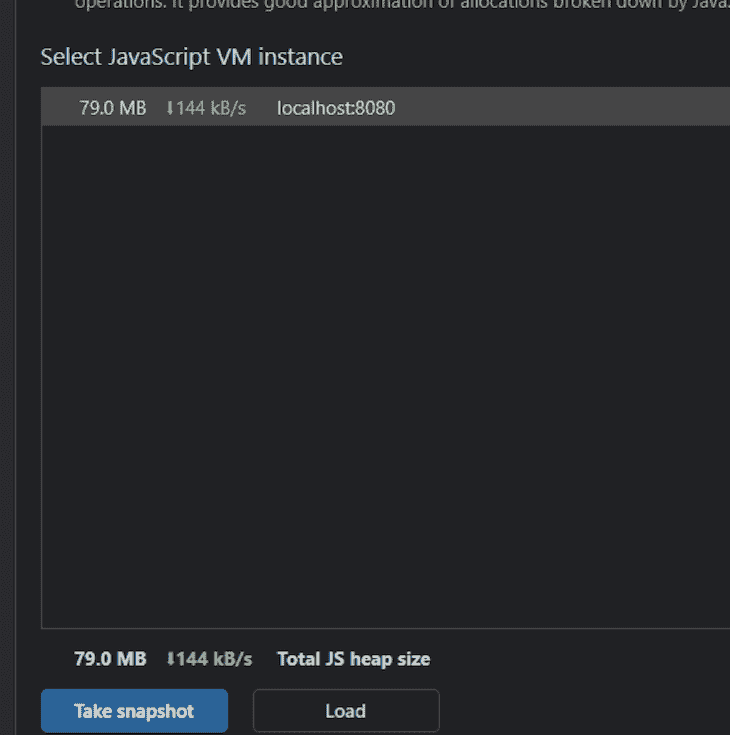 operations. It provides good approximation of allocations broken down by Java
Select JavaScript VM instance
79.0 MB ⬇144 kB/s localhost:8080
79.0 MB ⬇144 kB/s Total JS heap size
Take snapshot Load